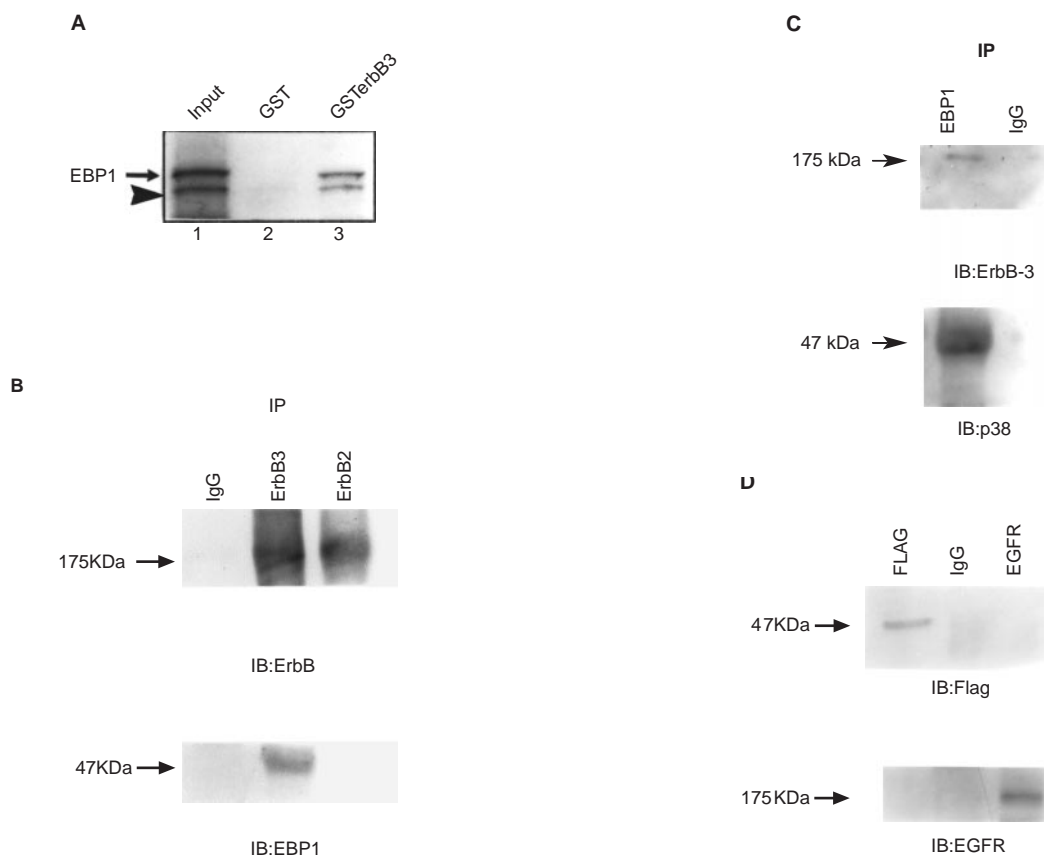 A
Input
GST
GSTerbB3
EBP1
1 2 3
B
IP
IgG
ErbB3
ErbB2
175KDa
IB:ErbB
47KDa
IB:EBP1
C
IP
EBP1
IgG
175 kDa
IB:ErbB-3
47 kDa
IB:p38
D
FLAG
IgG
EGFR
47KDa
IB:Flag
175KDa
IB:EGFR